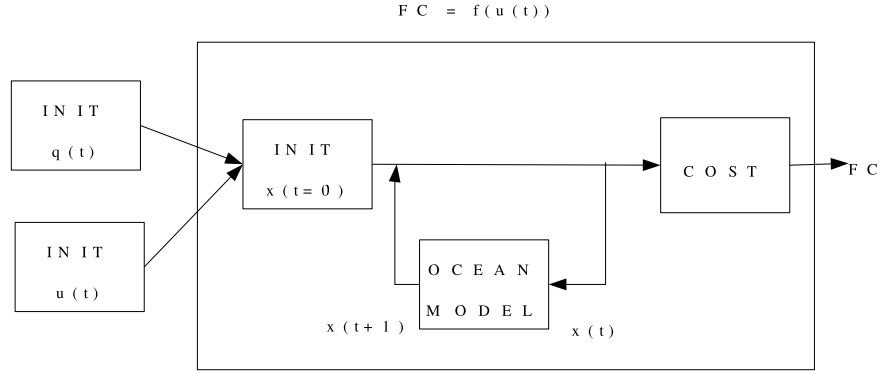 FC = f(u(t))
INIT
q(t)
INIT
u(t)
INIT
x(t=0)
OCEAN
MODEL
x(t+1)
x(t)
COST
FC